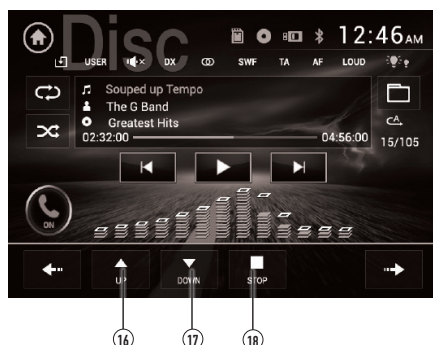 Disc
12:46AM
USER DX SWF TA AF LOUD
Souped up Tempo
The G Band
Greatest Hits
02:32:00 04:56:00
CA
15/105
ON
UP DOWN STOP
16 17 18